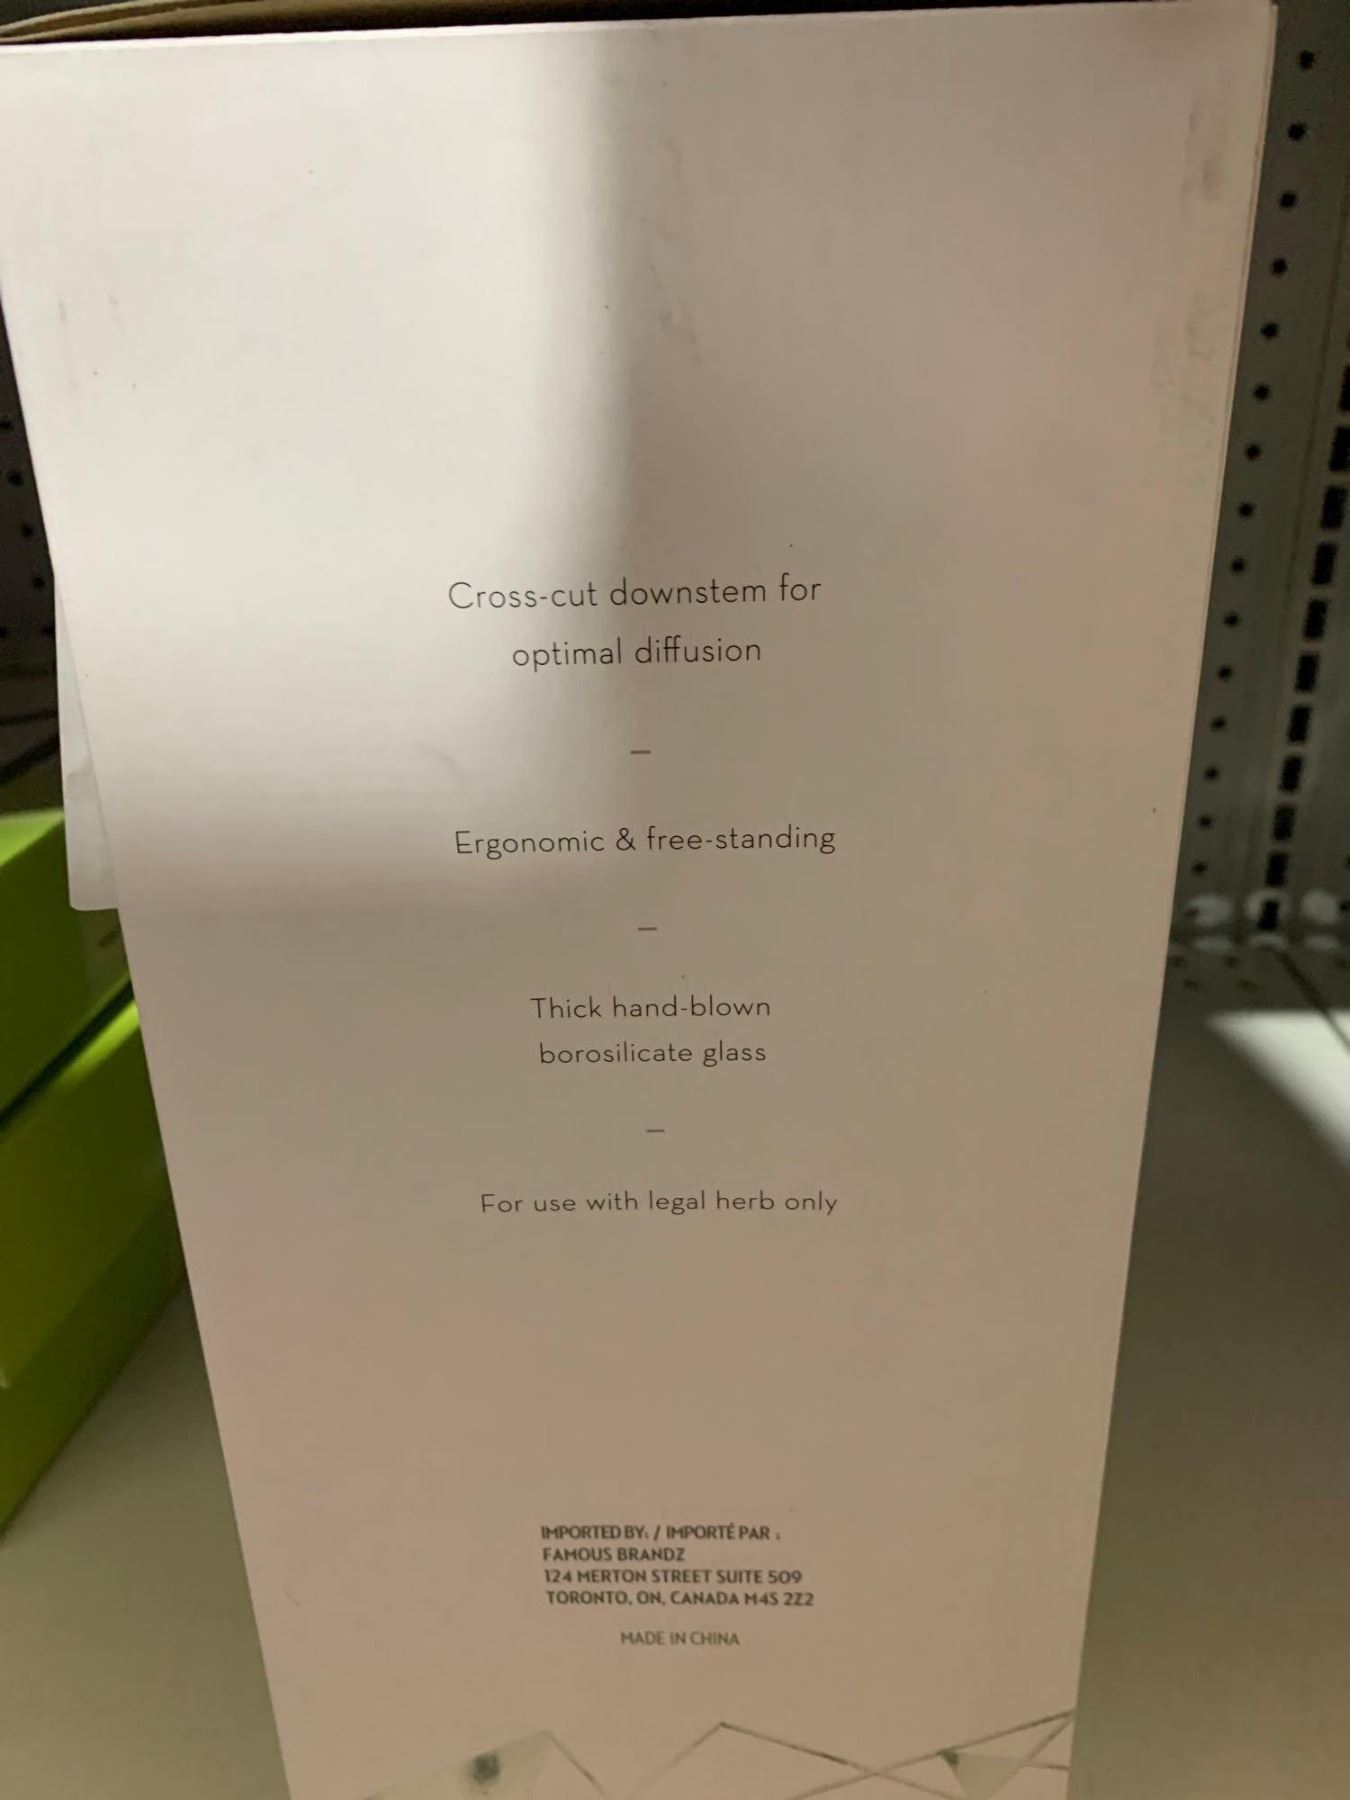 Cross-cut downstem for
optimal diffusion
–
Ergonomic & free-standing
–
Thick hand-blown
borosilicate glass
–
For use with legal herb only
IMPORTED BY: / IMPORTÉ PAR :
FAMOUS BRANDZ
124 MERTON STREET SUITE 509
TORONTO, ON, CANADA M4S 2Z2
MADE IN CHINA